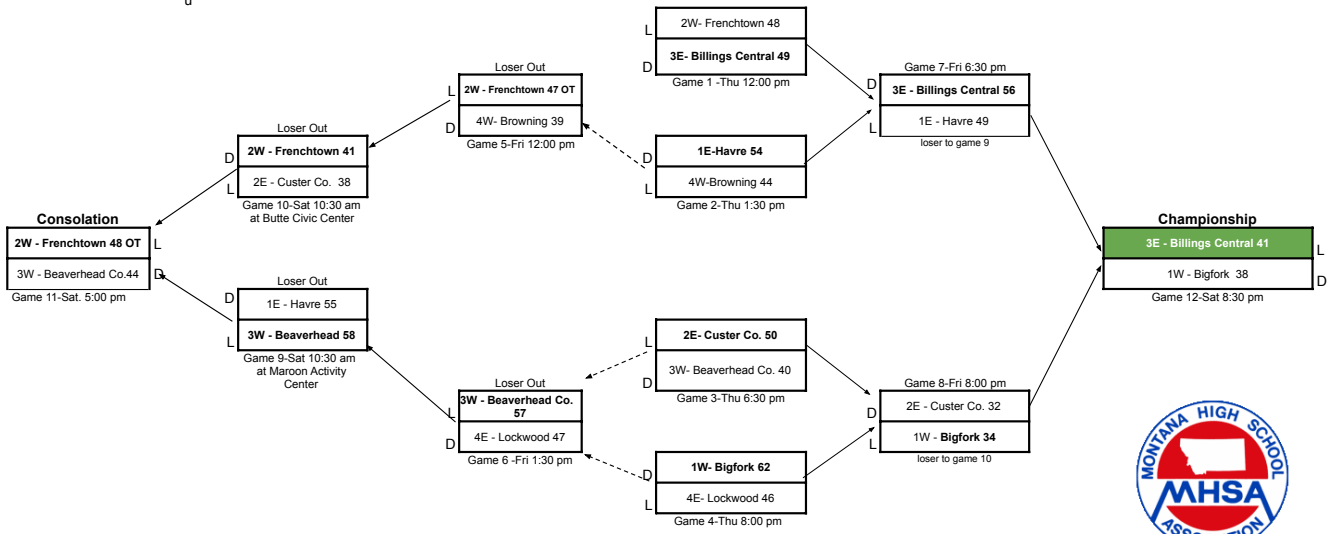 u
L
2W- Frenchtown 48
D
3E- Billings Central 49
Game 1 -Thu 12:00 pm
Loser Out
L
2W - Frenchtown 47 OT
D
4W- Browning 39
Game 5-Fri 12:00 pm
Game 7-Fri 6:30 pm
D
3E - Billings Central 56
L
1E - Havre 49
loser to game 9
Loser Out
D
2W - Frenchtown 41
L
2E - Custer Co. 38
Game 10-Sat 10:30 am
at Butte Civic Center
D
1E-Havre 54
L
4W-Browning 44
Game 2-Thu 1:30 pm
Consolation
2W - Frenchtown 48 OT
L
3W - Beaverhead Co.44
D
Game 11-Sat. 5:00 pm
Championship
3E - Billings Central 41
L
1W - Bigfork 38
D
Game 12-Sat 8:30 pm
Loser Out
D
1E - Havre 55
L
3W - Beaverhead 58
Game 9-Sat 10:30 am
at Maroon Activity
Center
L
2E- Custer Co. 50
D
3W- Beaverhead Co. 40
Game 3-Thu 6:30 pm
Loser Out
L
3W - Beaverhead Co.
57
D
4E - Lockwood 47
Game 6 -Fri 1:30 pm
Game 8-Fri 8:00 pm
D
2E - Custer Co. 32
L
1W - Bigfork 34
loser to game 10
D
1W- Bigfork 62
L
4E- Lockwood 46
Game 4-Thu 8:00 pm
MONTANA HIGH SCHOOL
MHSA
ASSOCIATION